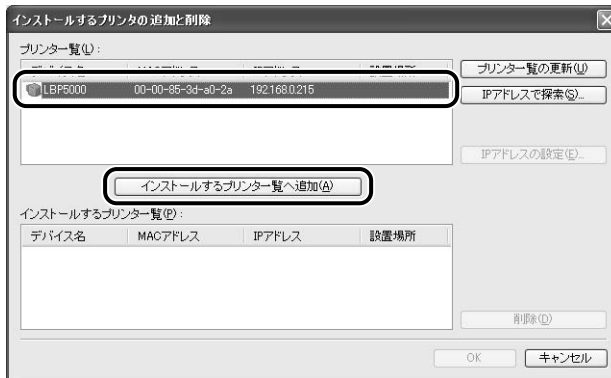 インストールするプリンタの追加と削除
プリンター覧(L):
LBP5000 00-00-85-3d-a0-2a 192.168.0.215
プリンター覧の更新(U)
IPアドレスで探索(S)...
IPアドレスの設定(E)...
インストールするプリンター覧へ追加(A)
インストールするプリンター覧(P):
デバイス名 MACアドレス IPアドレス 設置場所
削除(D)
OK キャンセル